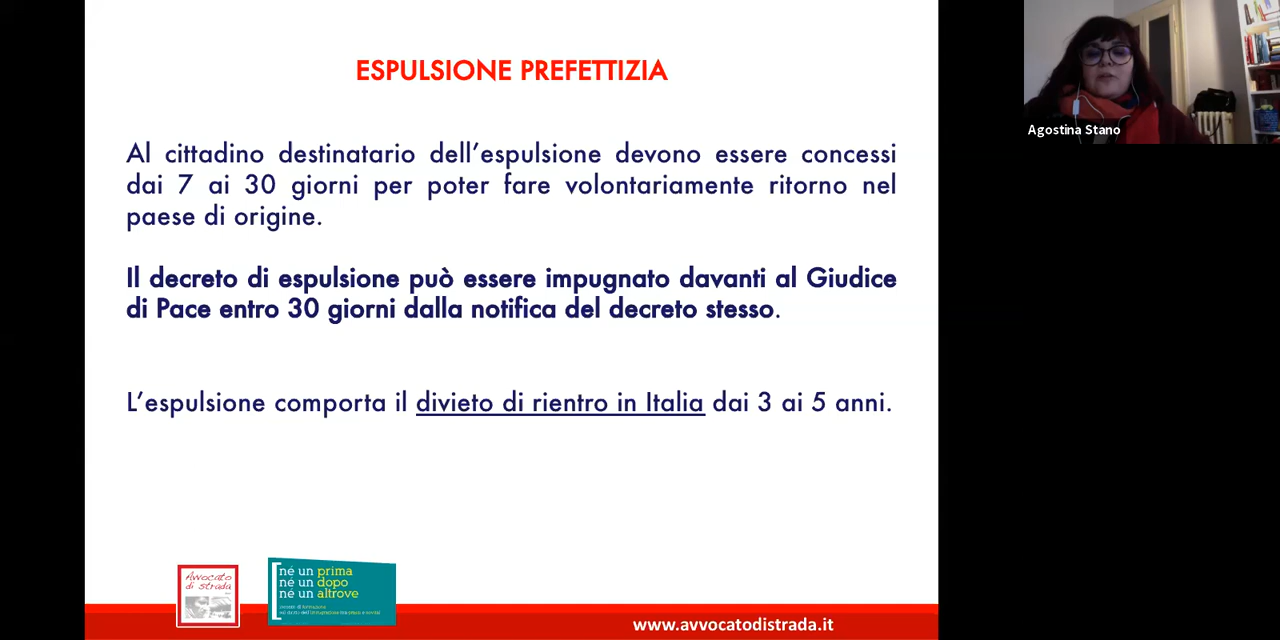 ESPULSIONE PREFETTIZIA
Agostina Stano
Al cittadino destinatario dell’espulsione devono essere concessi
dai 7 ai 30 giorni per poter fare volontariamente ritorno nel
paese di origine.
Il decreto di espulsione può essere impugnato davanti al Giudice
di Pace entro 30 giorni dalla notifica del decreto stesso.
L’espulsione comporta il divieto di rientro in Italia dai 3 ai 5 anni.
Avvocato
di strada
né un prima
né un dopo
né un altrove
www.avvocatodistrada.it